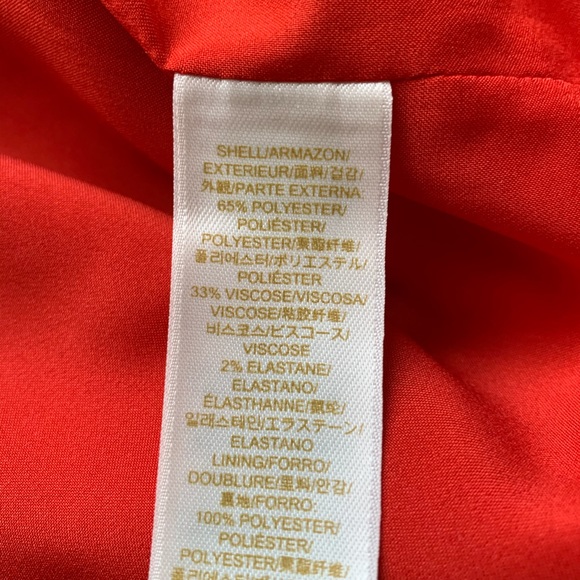 SHELL/ARMAZON/
EXTERIEUR/面料/겉감/
外観/PARTE EXTERNA
65% POLYESTER/
POLIÉSTER/
POLYESTER/聚酯纤维/
폴리에스터/ポリエステル/
POLIÉSTER
33% VISCOSE/VISCOSA/
VISCOSE/粘胶纤维/
비스코스/ビスコース/
VISCOSE
2% ELASTANE/
ELASTANO/
ÉLASTHANNE/氨纶/
일래스테인/エラステーン/
ELASTANO
LINING/FORRO/
DOUBLURE/里料/안감/
裏地/FORRO
100% POLYESTER/
POLIÉSTER/
POLYESTER/聚酯纤维/